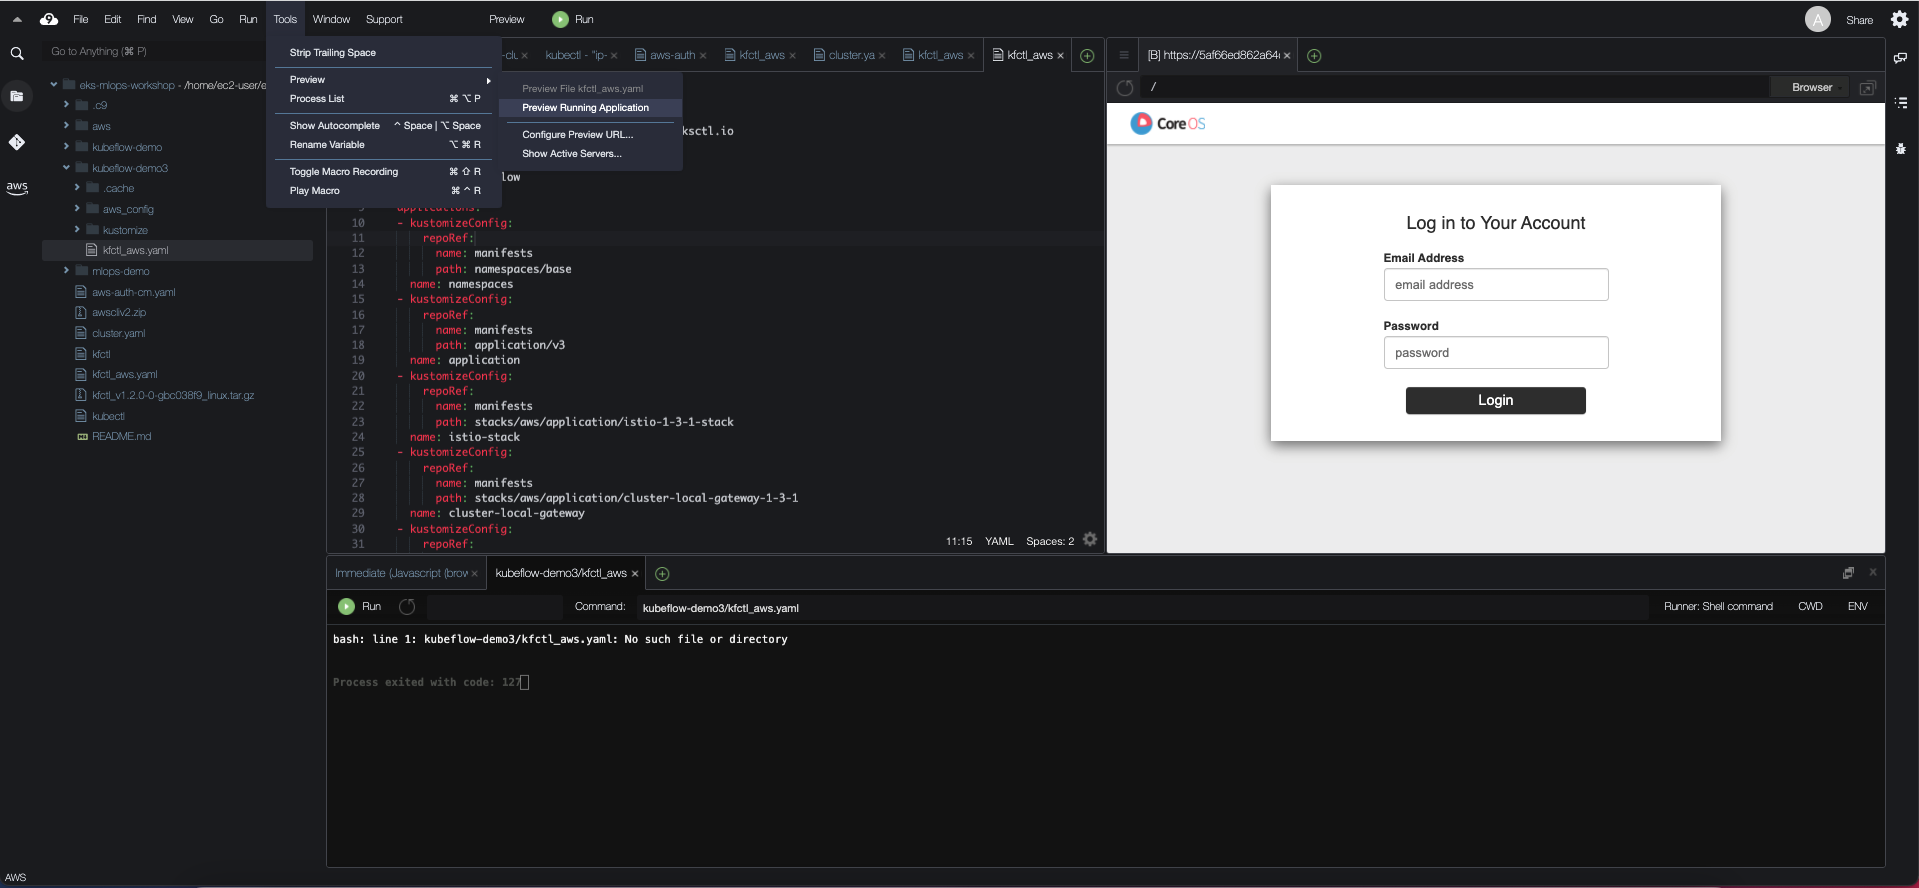 File Edit Find View Go Run Tools Window Support Preview Run A Share
Go to Anything (⌘ P)
eks-mlops-workshop - /home/ec2-user/e
.c9
aws
kubeflow-demo
kubeflow-demo3
.cache
aws_config
kustomize
kfctl_aws.yaml
mlops-demo
aws-auth-cm.yaml
awscliv2.zip
cluster.yaml
kfctl
kfctl_aws.yaml
kfctl_v1.2.0-0-gbc038f9_linux.tar.gz
kubectl
README.md
aws
AWS
Strip Trailing Space
Preview
Process List ⌘ ⌥ P
Show Autocomplete ^ Space | ⌥ Space
Rename Variable ⌥ ⌘ R
Toggle Macro Recording ⌘ ⇧ R
Play Macro ⌘ ^ R
Preview File kfctl_aws.yaml
Preview Running Application
Configure Preview URL...
Show Active Servers...
-clu × kubectl - "ip- × aws-auth × kfctl_aws × cluster.ya × kfctl_aws × kfctl_aws ×
ksctl.io
low
9 applications:
10 - kustomizeConfig:
11 repoRef:
12 name: manifests
13 path: namespaces/base
14 name: namespaces
15 - kustomizeConfig:
16 repoRef:
17 name: manifests
18 path: application/v3
19 name: application
20 - kustomizeConfig:
21 repoRef:
22 name: manifests
23 path: stacks/aws/application/istio-1-3-1-stack
24 name: istio-stack
25 - kustomizeConfig:
26 repoRef:
27 name: manifests
28 path: stacks/aws/application/cluster-local-gateway-1-3-1
29 name: cluster-local-gateway
30 - kustomizeConfig:
31 repoRef:
11:15 YAML Spaces: 2
[B] https://5af66ed862a64 ×
/ Browser
CoreOS
Log in to Your Account
Email Address
email address
Password
password
Login
Immediate (Javascript (brow × kubeflow-demo3/kfctl_aws ×
Run Command: kubeflow-demo3/kfctl_aws.yaml Runner: Shell command CWD ENV
bash: line 1: kubeflow-demo3/kfctl_aws.yaml: No such file or directory
Process exited with code: 127